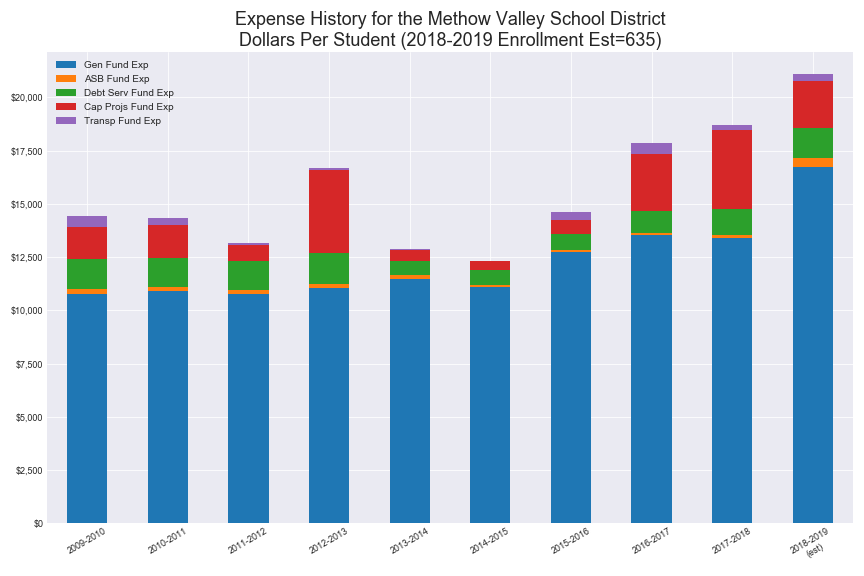 Expense History for the Methow Valley School District
Dollars Per Student (2018-2019 Enrollment Est=635)
Gen Fund Exp
ASB Fund Exp
Debt Serv Fund Exp
Cap Projs Fund Exp
Transp Fund Exp
$20,000
$17,500
$15,000
$12,500
$10,000
$7,500
$5,000
$2,500
$0
2009-2010
2010-2011
2011-2012
2012-2013
2013-2014
2014-2015
2015-2016
2016-2017
2017-2018
2018-2019
(est)